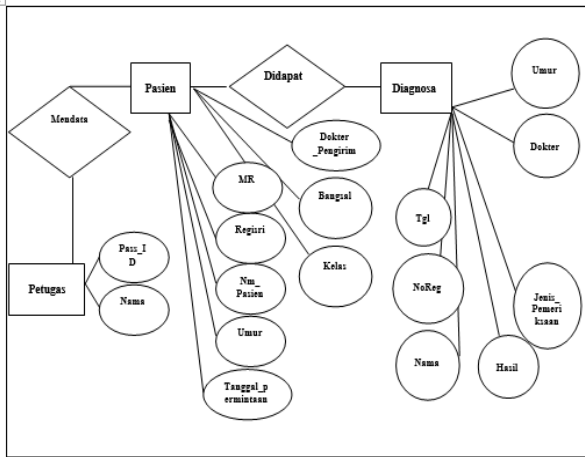 Pasien
Didapat
Diagnosa
Umur
Mendata
Dokter
_Pengirim
Dokter
MR
Bangsal
Tgl
Regisri
Pass_I
D
Kelas
Petugas
Nama
Nm_
Pasien
NoReg
Jenis_
Pemeri
ksaan
Umur
Nama
Hasil
Tanggal_p
ermintaan